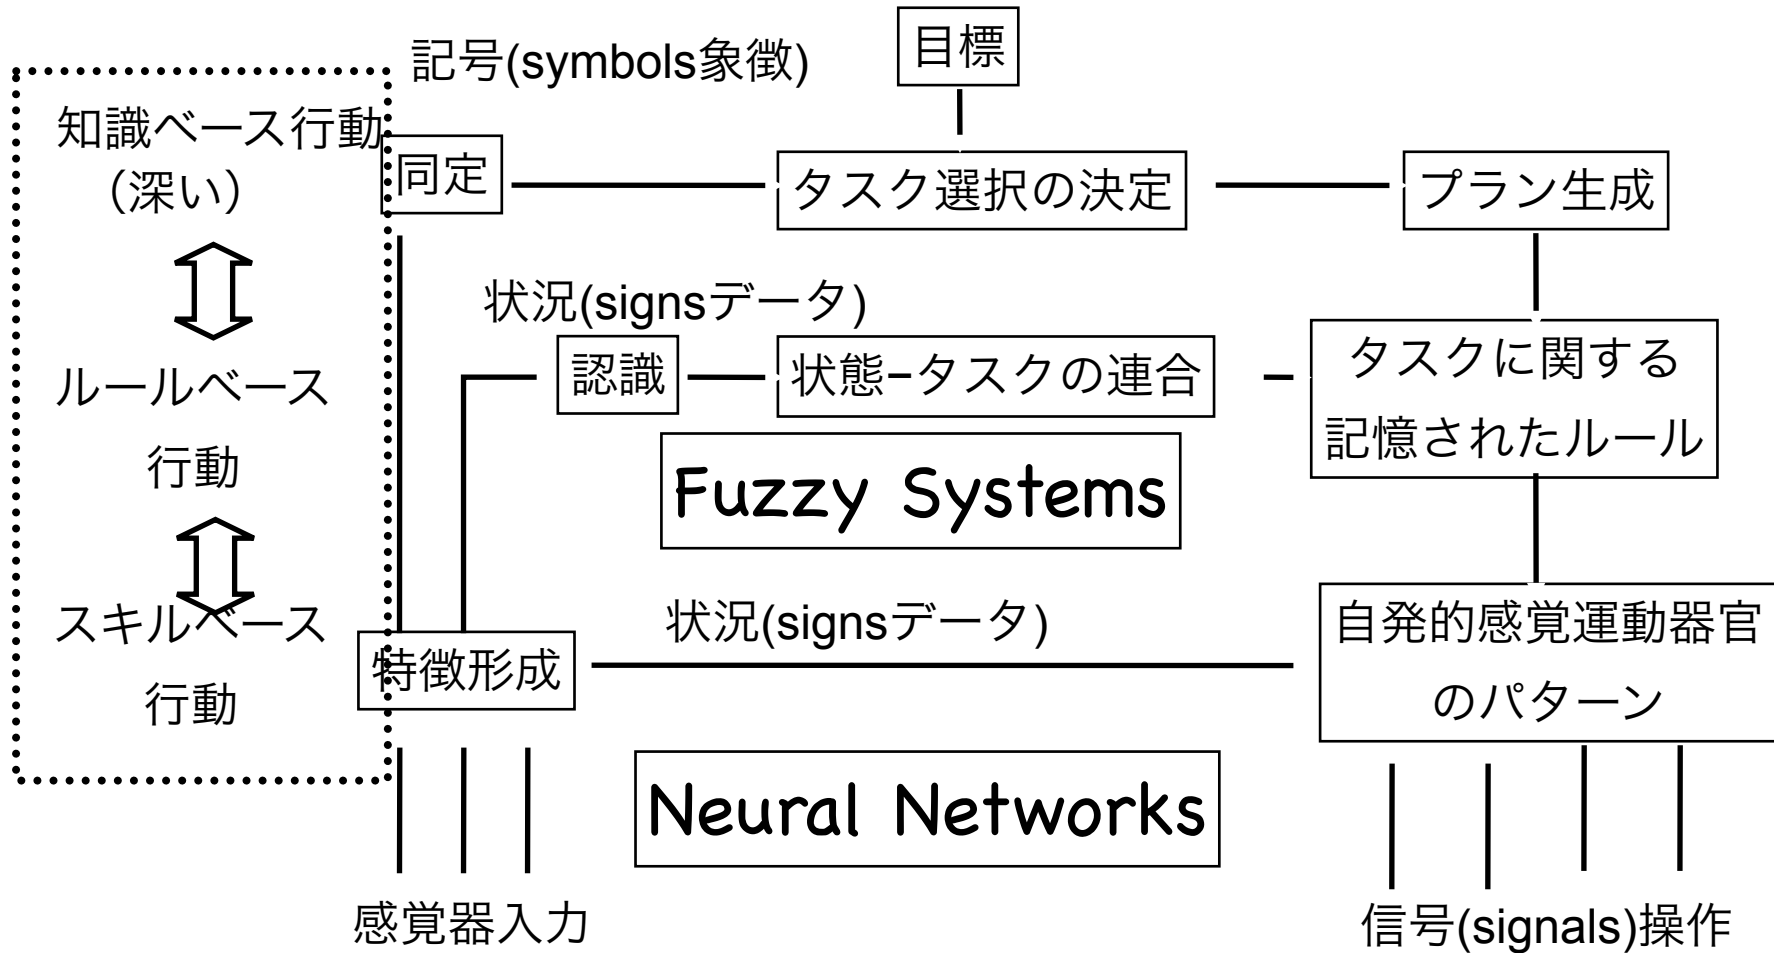 目標
記号(symbols象徴)
知識ベース行動
（深い）
同定
タスク選択の決定
プラン生成
状況(signsデータ)
認識
状態−タスクの連合
タスクに関する
記憶されたルール
ルールベース
行動
Fuzzy Systems
スキルベース
行動
状況(signsデータ)
特徴形成
自発的感覚運動器官
のパターン
Neural Networks
感覚器入力
信号(signals)操作